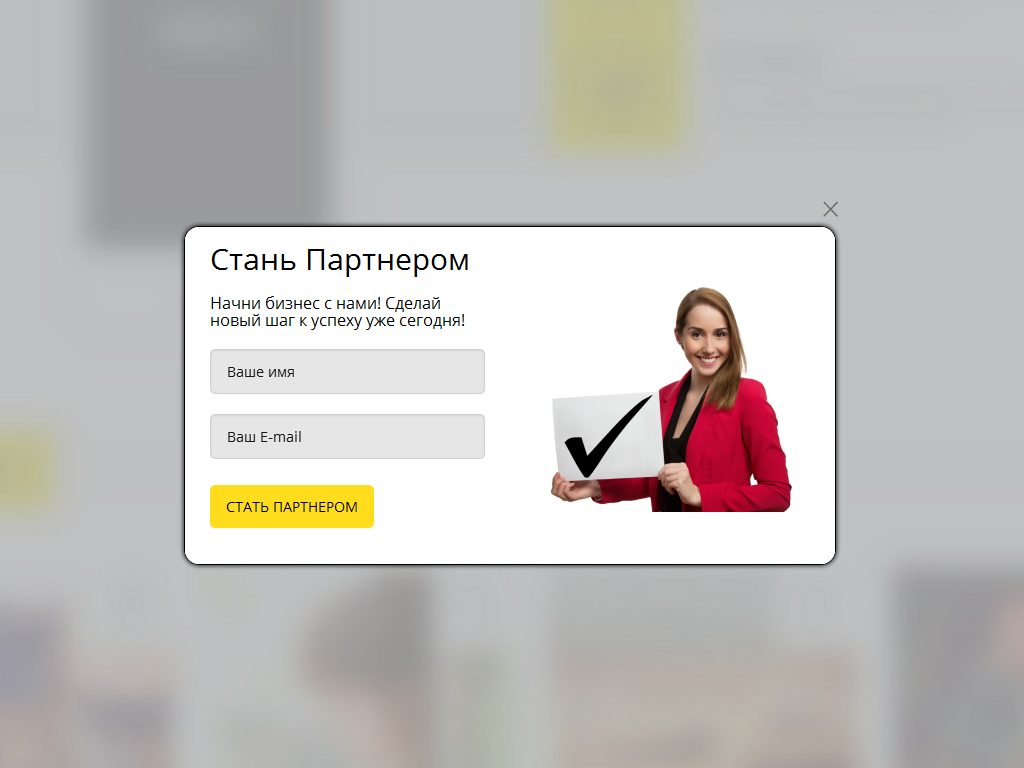 Стань Партнером
Начни бизнес с нами! Сделай
новый шаг к успеху уже сегодня!
Ваше имя
Ваш E-mail
СТАТЬ ПАРТНЕРОМ